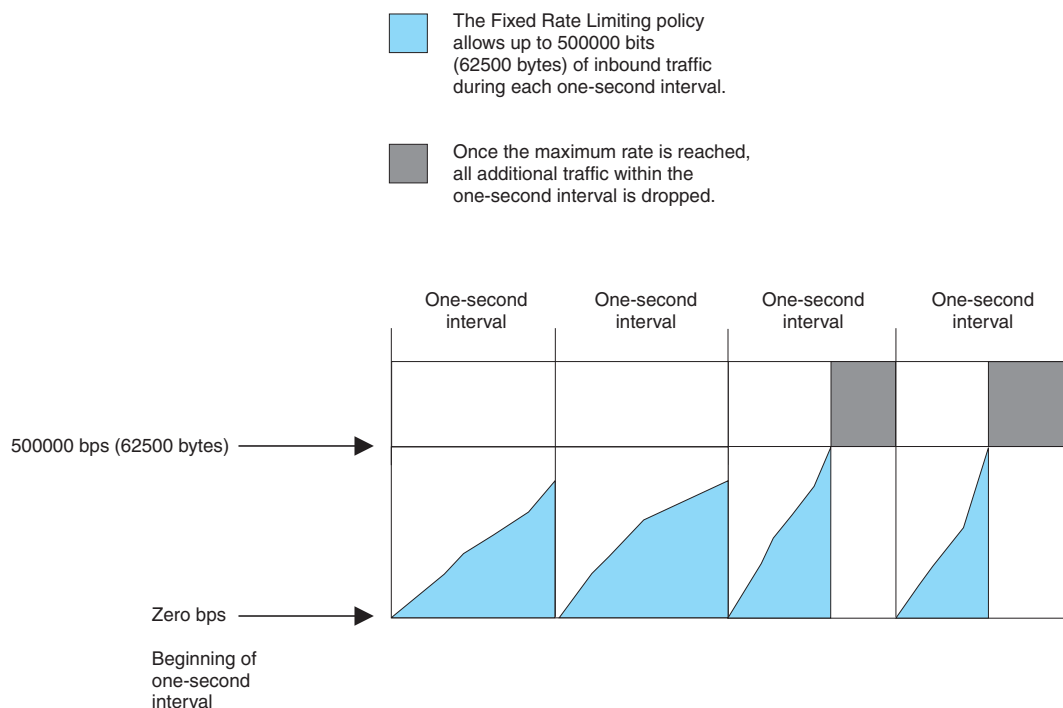 The Fixed Rate Limiting policy
allows up to 500000 bits
(62500 bytes) of inbound traffic
during each one-second interval.
Once the maximum rate is reached,
all additional traffic within the
one-second interval is dropped.
One-second
interval
One-second
interval
One-second
interval
One-second
interval
500000 bps (62500 bytes)
Zero bps
Beginning of
one-second
interval